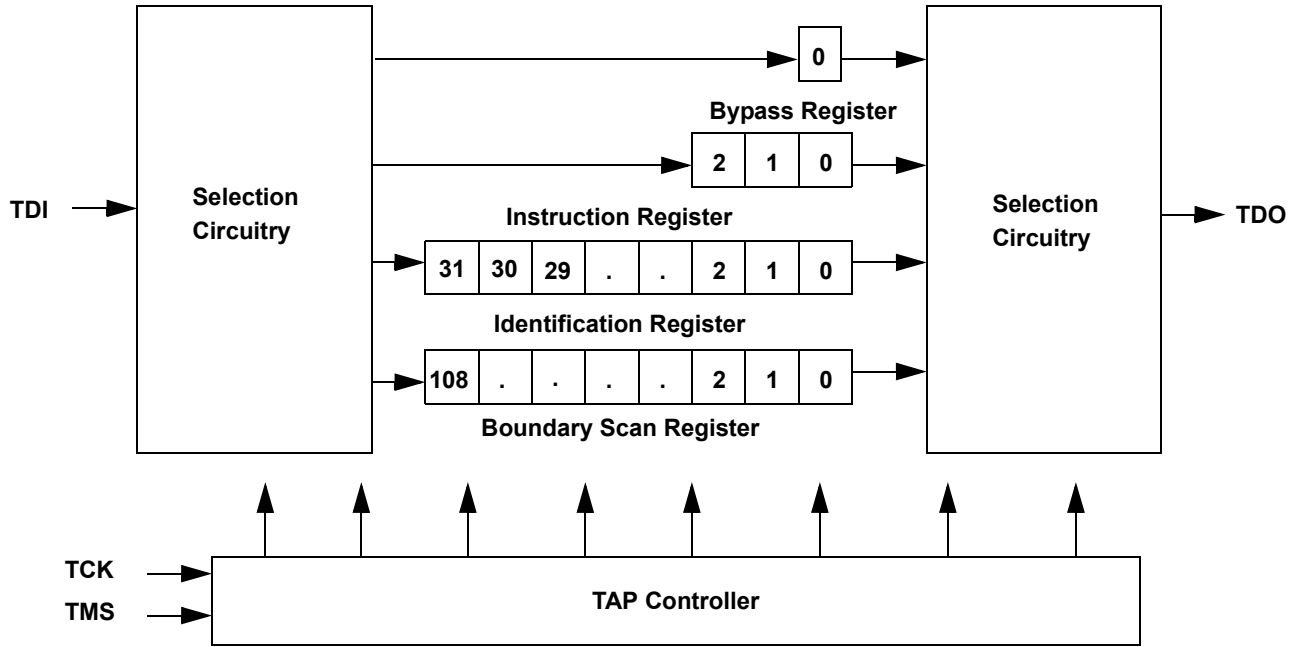 0
Bypass Register
2 1 0
Selection
Circuitry
Selection
Circuitry
TDI
TDO
Instruction Register
31 30 29 . . 2 1 0
Identification Register
108 . . . . 2 1 0
Boundary Scan Register
TCK
TMS
TAP Controller